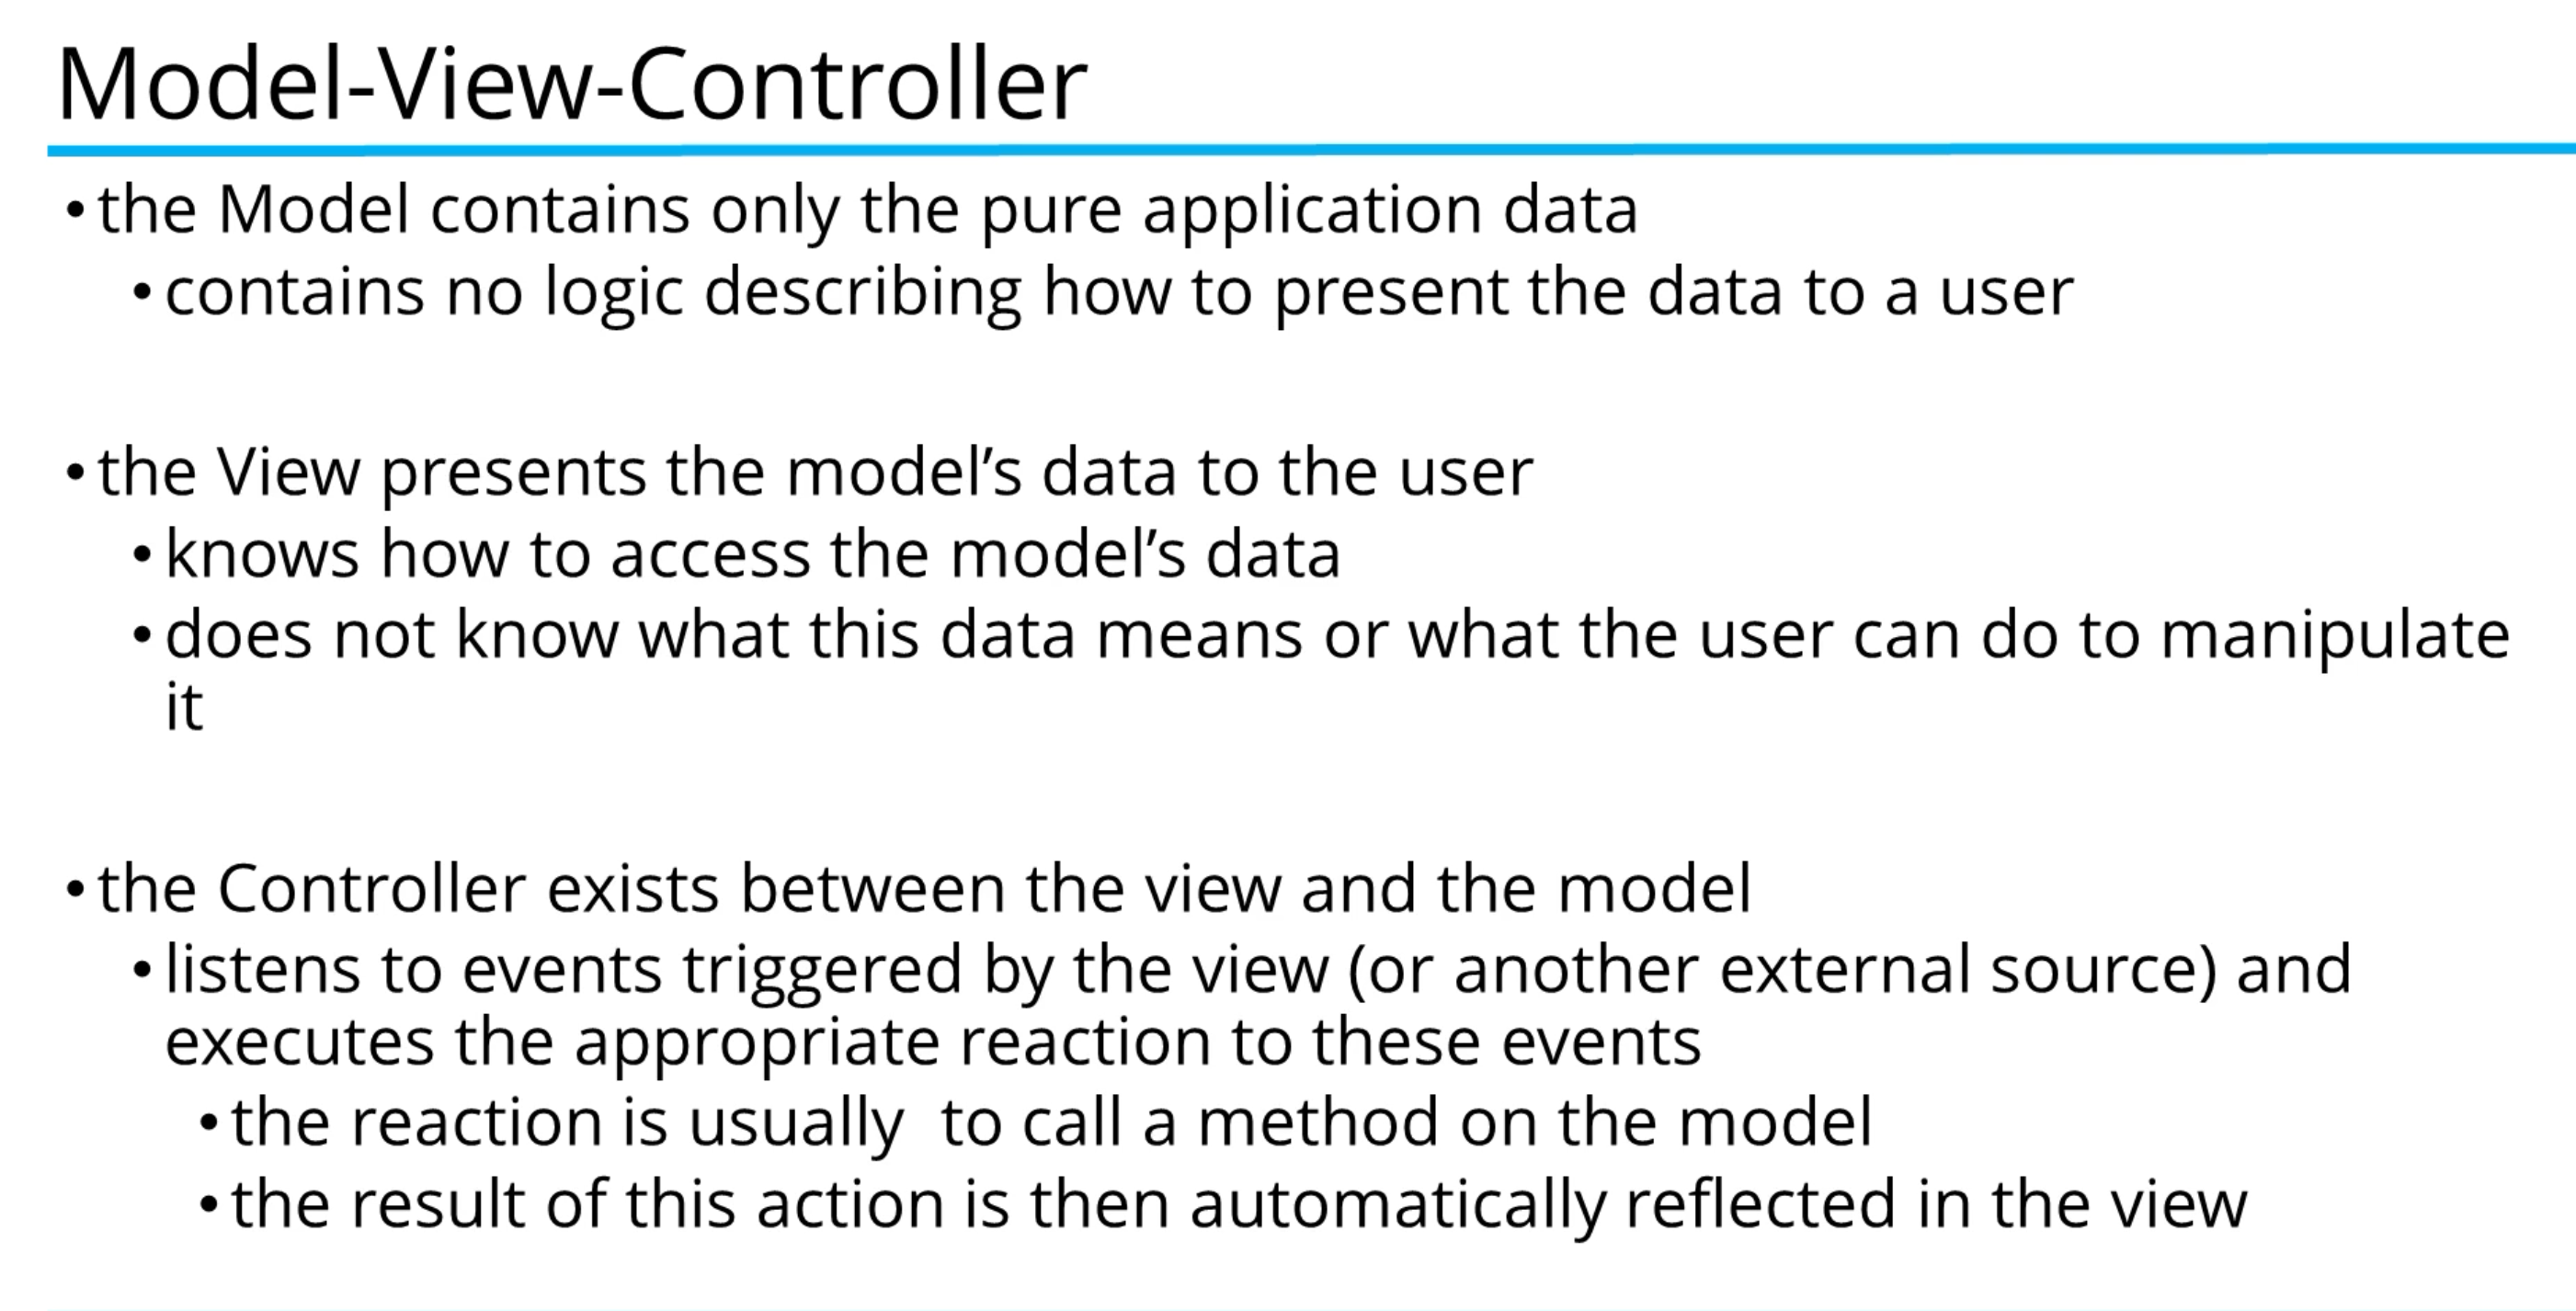 Model-View-Controller
• the Model contains only the pure application data
• contains no logic describing how to present the data to a user
• the View presents the model’s data to the user
• knows how to access the model’s data
• does not know what this data means or what the user can do to manipulate
it
• the Controller exists between the view and the model
• listens to events triggered by the view (or another external source) and
executes the appropriate reaction to these events
• the reaction is usually  to call a method on the model
• the result of this action is then automatically reflected in the view